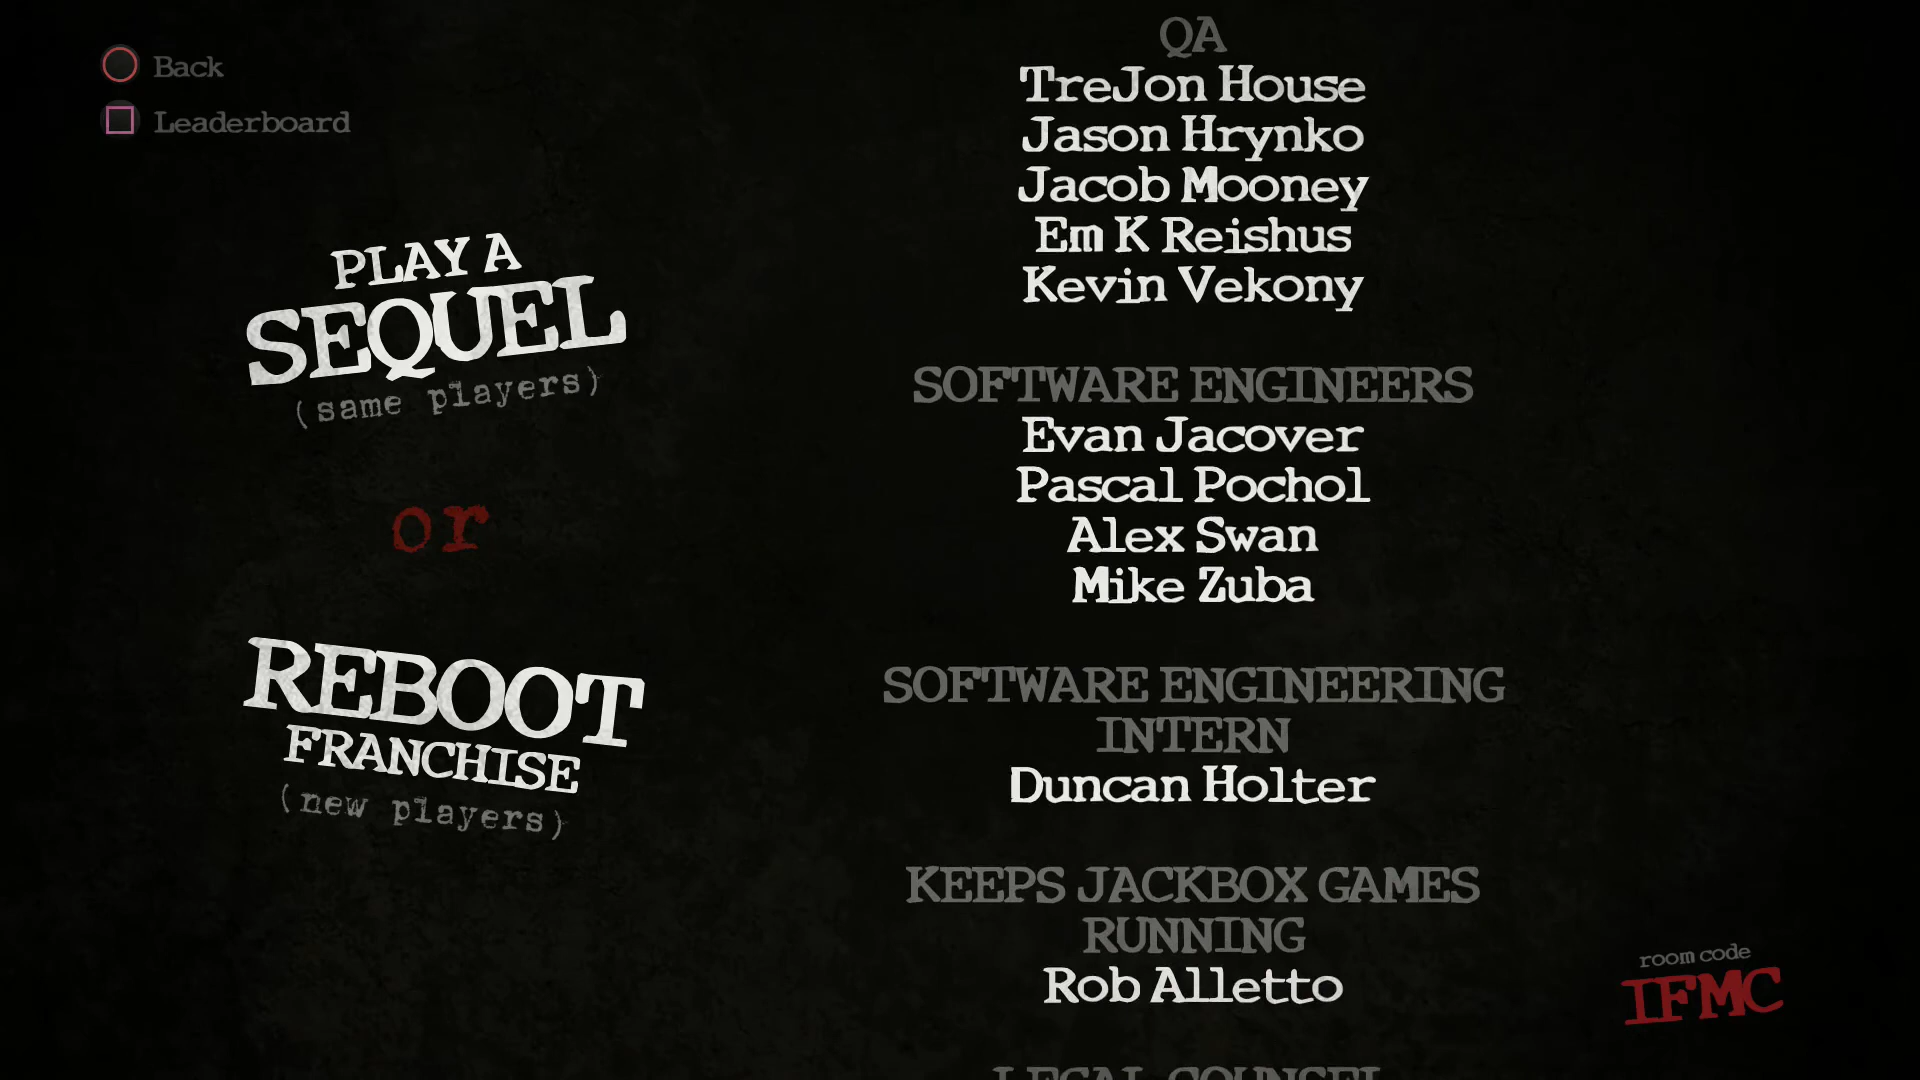 Back
Leaderboard
PLAY A
SEQUEL
(same players)
or
REBOOT
FRANCHISE
(new players)
QA
TreJon House
Jason Hrynko
Jacob Mooney
Em K Reishus
Kevin Vekony
SOFTWARE ENGINEERS
Evan Jacover
Pascal Pochol
Alex Swan
Mike Zuba
SOFTWARE ENGINEERING
INTERN
Duncan Holter
KEEPS JACKBOX GAMES
RUNNING
Rob Alletto
LEGAL COUNSEL
room code
IFMC